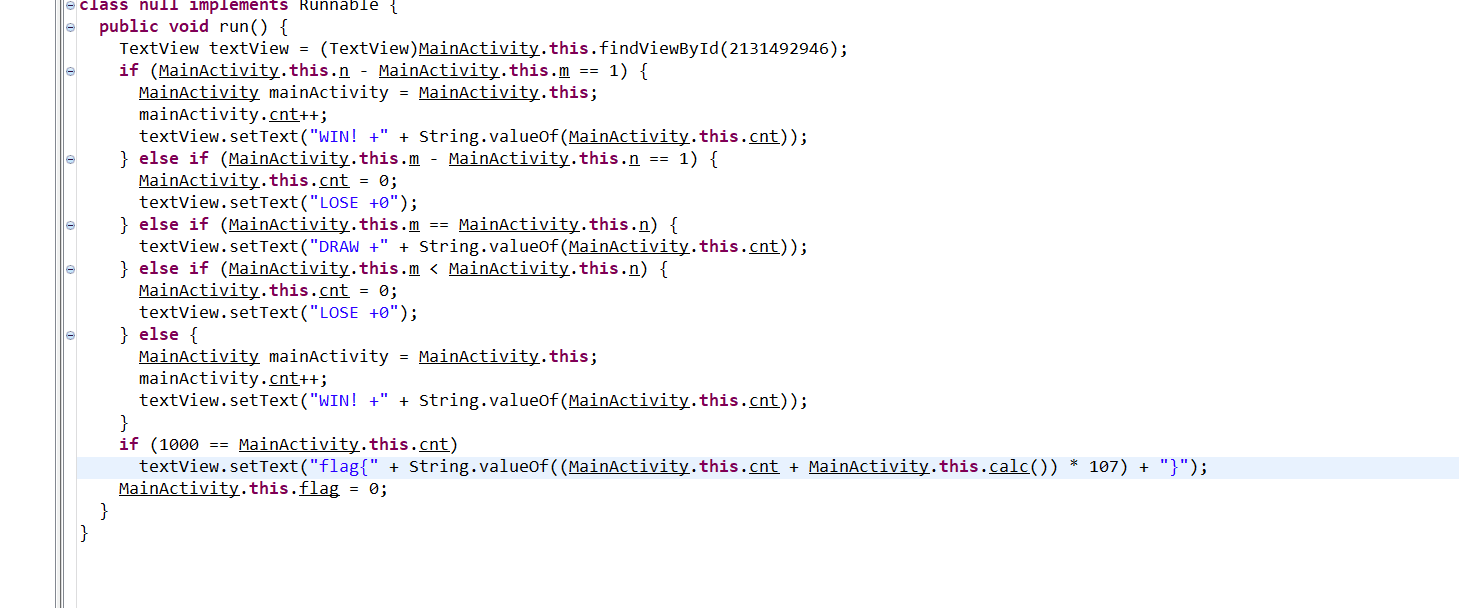 class null implements Runnable {
public void run() {
TextView textView = (TextView)MainActivity.this.findViewById(2131492946);
if (MainActivity.this.n - MainActivity.this.m == 1) {
MainActivity mainActivity = MainActivity.this;
mainActivity.cnt++;
textView.setText("WIN! +" + String.valueOf(MainActivity.this.cnt));
} else if (MainActivity.this.m - MainActivity.this.n == 1) {
MainActivity.this.cnt = 0;
textView.setText("LOSE +0");
} else if (MainActivity.this.m == MainActivity.this.n) {
textView.setText("DRAW +" + String.valueOf(MainActivity.this.cnt));
} else if (MainActivity.this.m < MainActivity.this.n) {
MainActivity.this.cnt = 0;
textView.setText("LOSE +0");
} else {
MainActivity mainActivity = MainActivity.this;
mainActivity.cnt++;
textView.setText("WIN! +" + String.valueOf(MainActivity.this.cnt));
}
if (1000 == MainActivity.this.cnt)
textView.setText("flag{" + String.valueOf((MainActivity.this.cnt + MainActivity.this.calc()) * 107) + "}");
MainActivity.this.flag = 0;
}
}